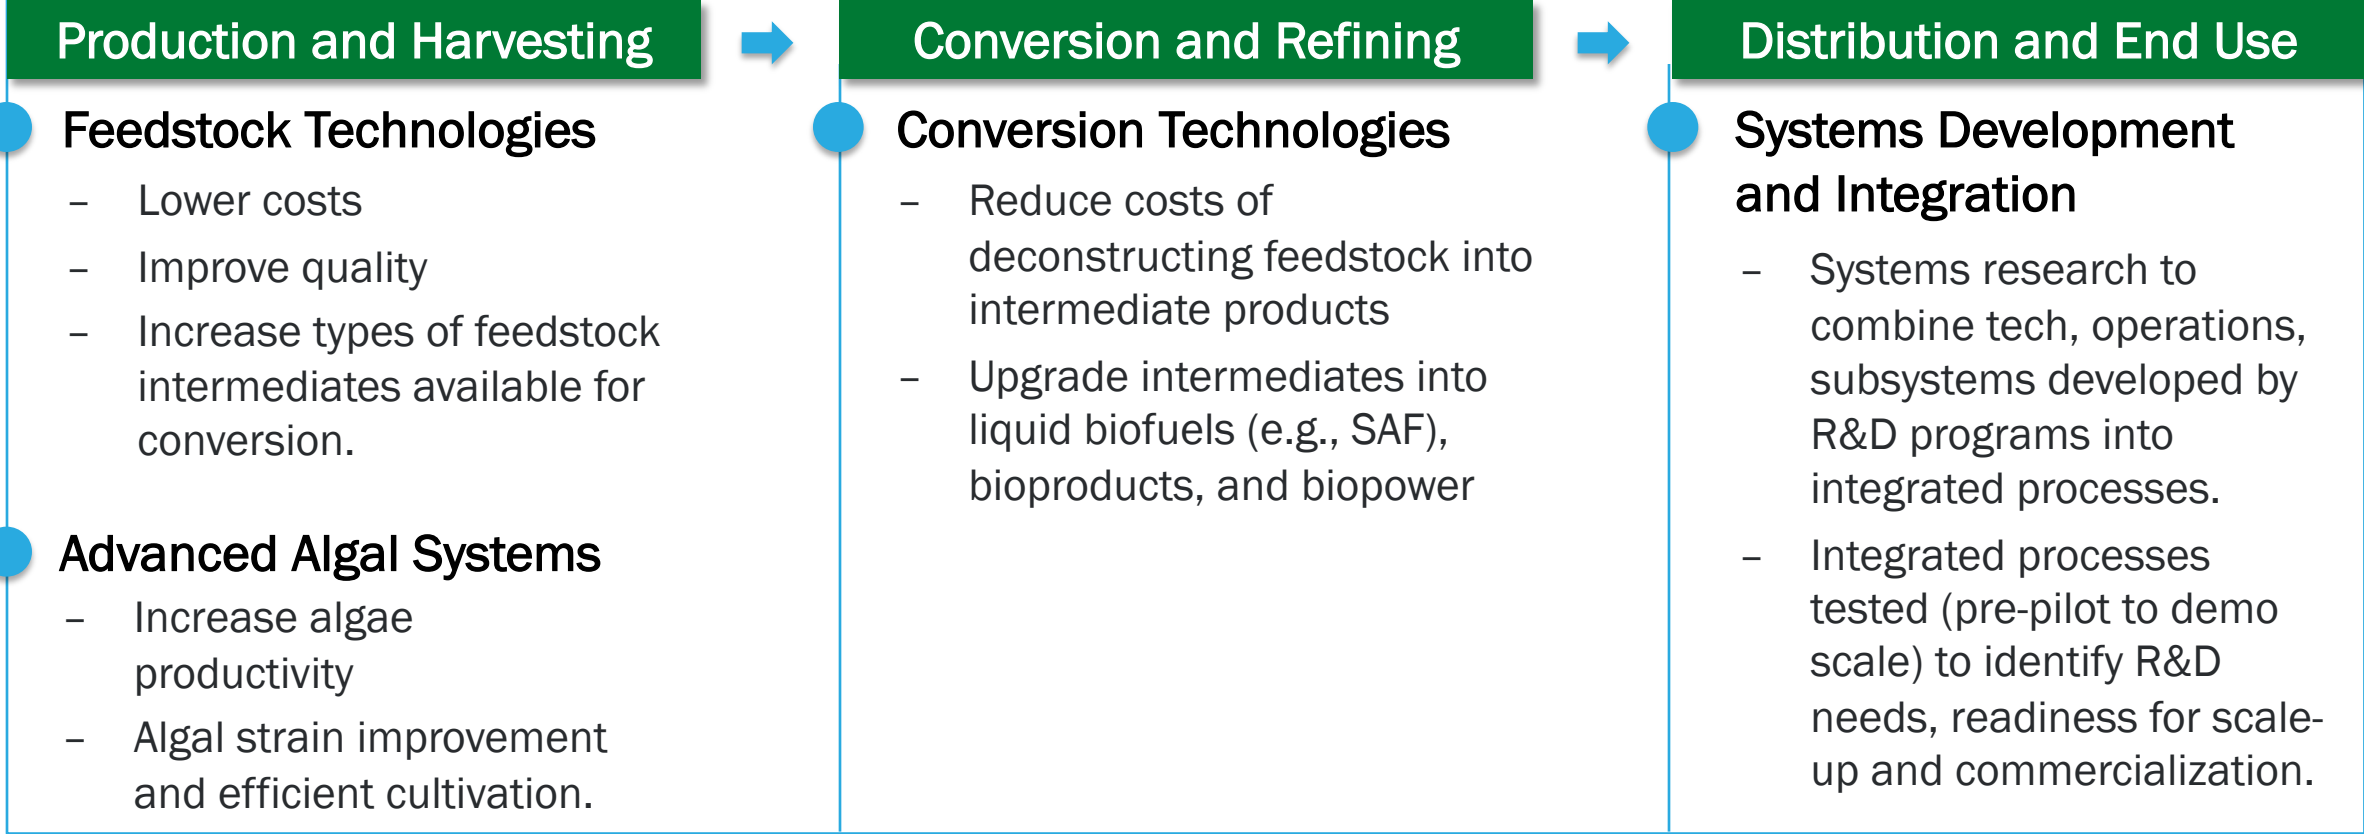 Production and Harvesting
Feedstock Technologies
– Lower costs
– Improve quality
– Increase types of feedstock
intermediates available for
conversion.
Advanced Algal Systems
– Increase algae
productivity
– Algal strain improvement
and efficient cultivation.
Conversion and Refining
Conversion Technologies
– Reduce costs of
deconstructing feedstock into
intermediate products
– Upgrade intermediates into
liquid biofuels (e.g., SAF),
bioproducts, and biopower
Distribution and End Use
Systems Development
and Integration
– Systems research to
combine tech, operations,
subsystems developed by
R&D programs into
integrated processes.
– Integrated processes
tested (pre-pilot to demo
scale) to identify R&D
needs, readiness for scale-
up and commercialization.